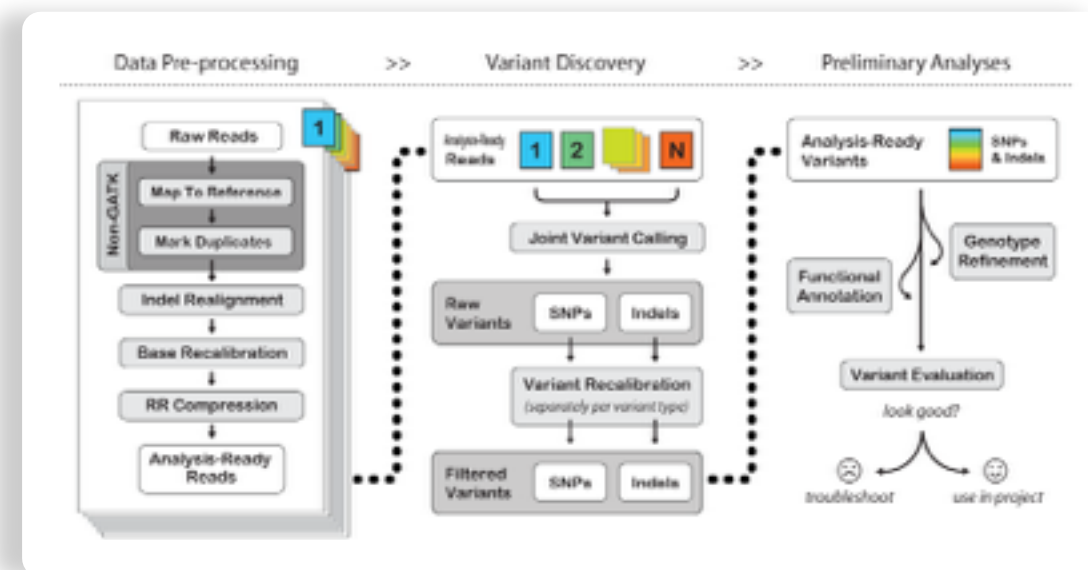 Data Pre-processing >> Variant Discovery >> Preliminary Analyses
Raw Reads
1
Non-GATK
Map To Reference
Mark Duplicates
Indel Realignment
Base Recalibration
RR Compression
Analysis-Ready
Reads
Analysis-Ready
Reads
1 2 N
Joint Variant Calling
Raw
Variants
SNPs Indels
Variant Recalibration
(separately per variant type)
Filtered
Variants
SNPs Indels
Analysis-Ready
Variants
SNPs
& Indels
Genotype
Refinement
Functional
Annotation
Variant Evaluation
look good?
troubleshoot use in project